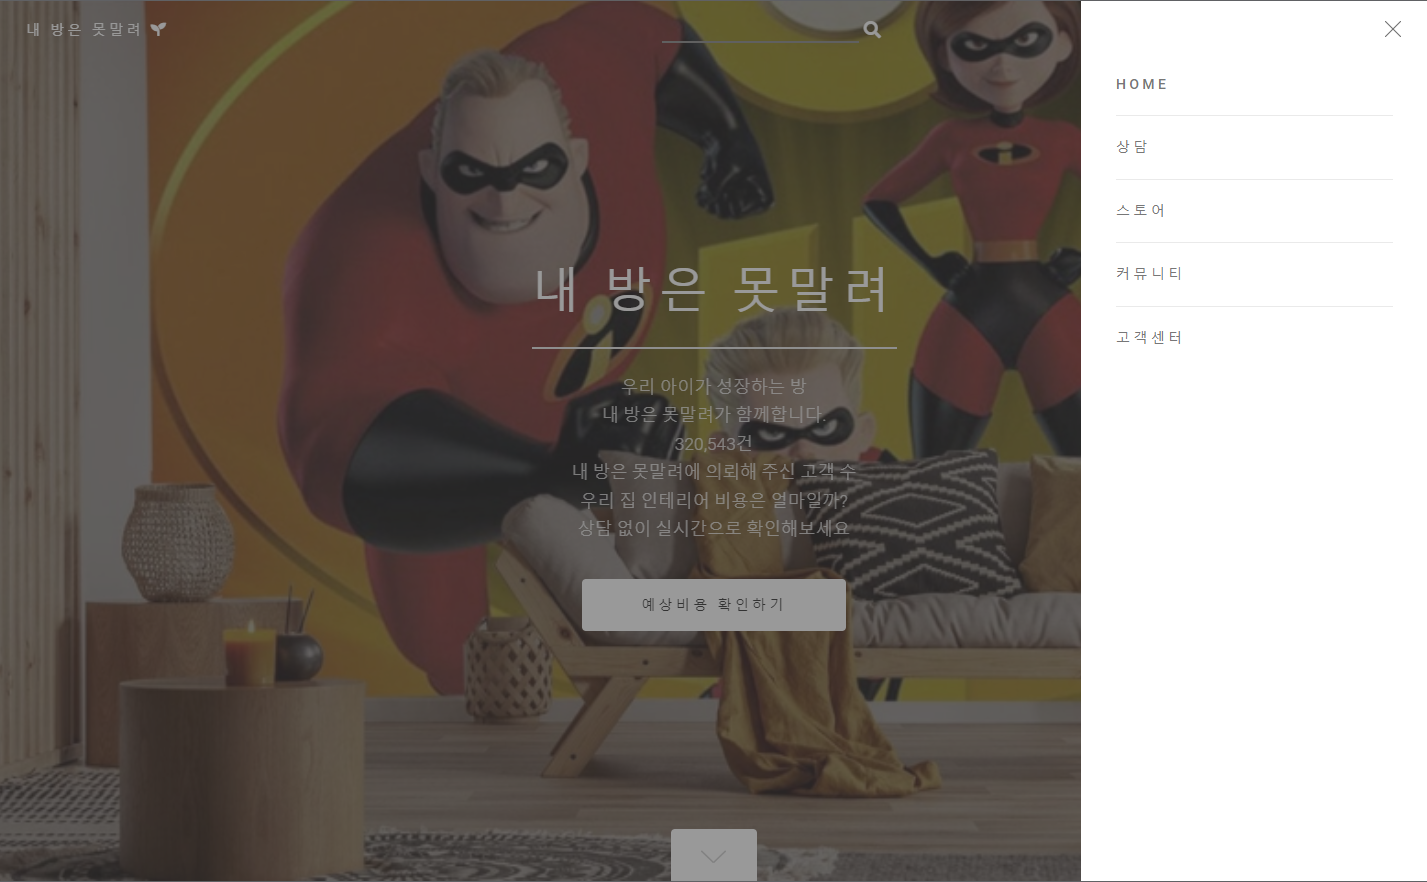 내 방은 못말려
HOME
상담
스토어
커뮤니티
고객센터
내 방은 못말려
우리 아이가 성장하는 방
내 방은 못말려가 함께합니다.
320,543건
내 방은 못말려에 의뢰해 주신 고객 수
우리 집 인테리어 비용은 얼마일까?
상담 없이 실시간으로 확인해보세요
예상비용 확인하기